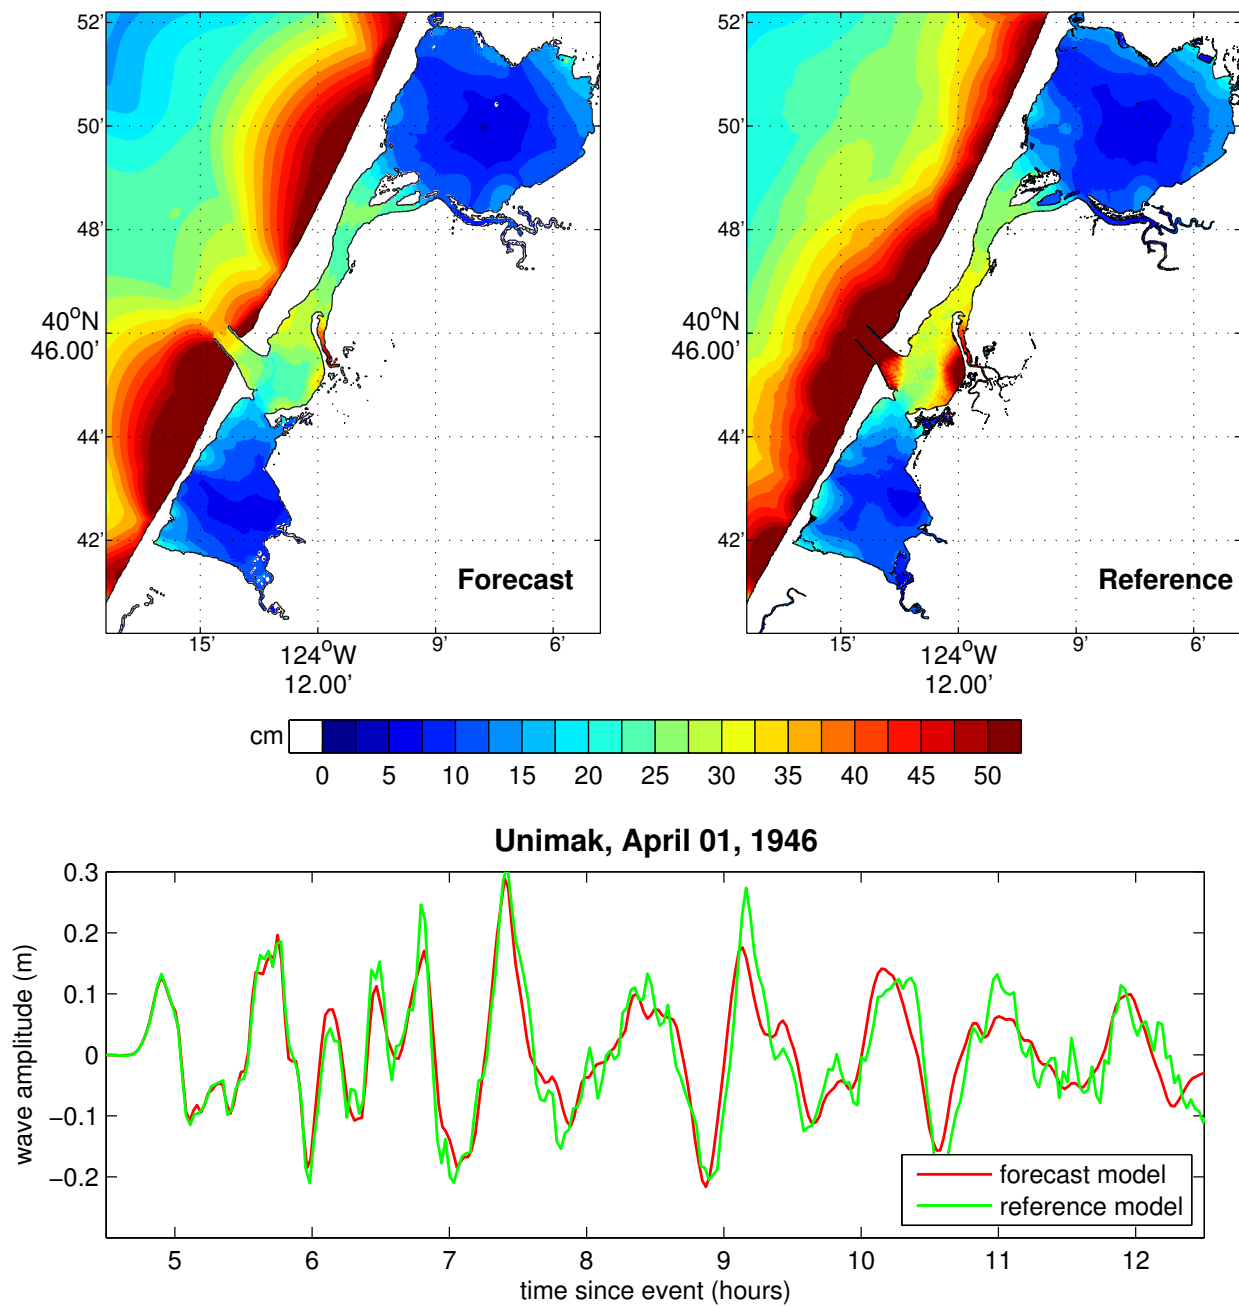 52'
50'
48'
40°N
46.00'
44'
42'
Forecast
15'
124°W
12.00'
9'
6'
52'
50'
48'
40°N
46.00'
44'
42'
Reference
15'
124°W
12.00'
9'
6'
cm
0 5 10 15 20 25 30 35 40 45 50
Unimak, April 01, 1946
wave amplitude (m)
0.3
0.2
0.1
0
−0.1
−0.2
forecast model
reference model
5 6 7 8 9 10 11 12
time since event (hours)